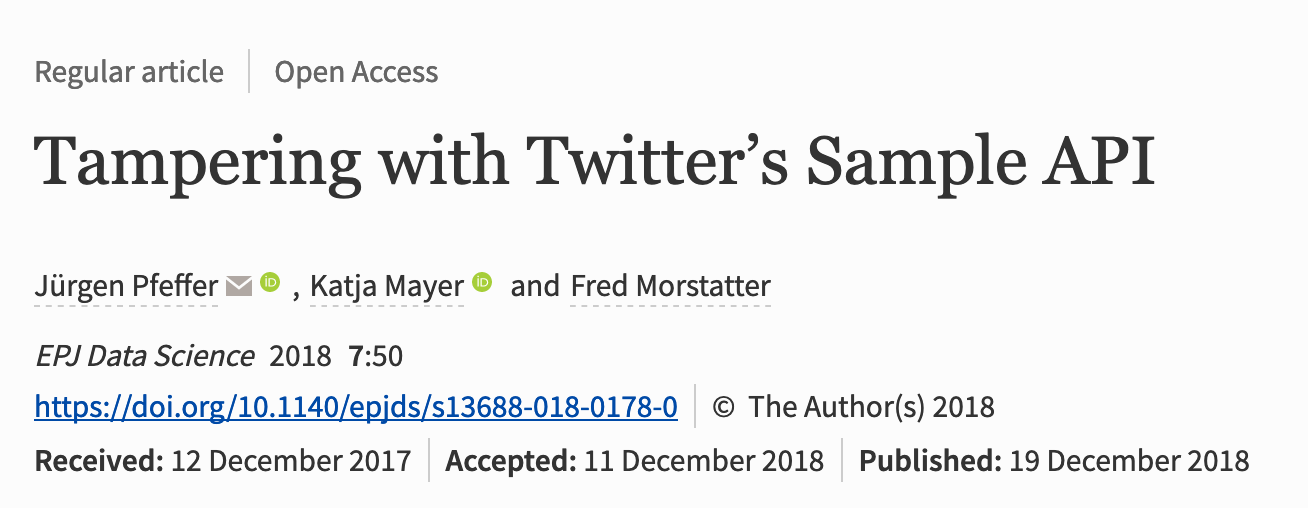 Regular article | Open Access
Tampering with Twitter’s Sample API
Jürgen Pfeffer iD , Katja Mayer iD and Fred Morstatter
EPJ Data Science 2018 7:50
https://doi.org/10.1140/epjds/s13688-018-0178-0 | © The Author(s) 2018
Received: 12 December 2017 | Accepted: 11 December 2018 | Published: 19 December 2018